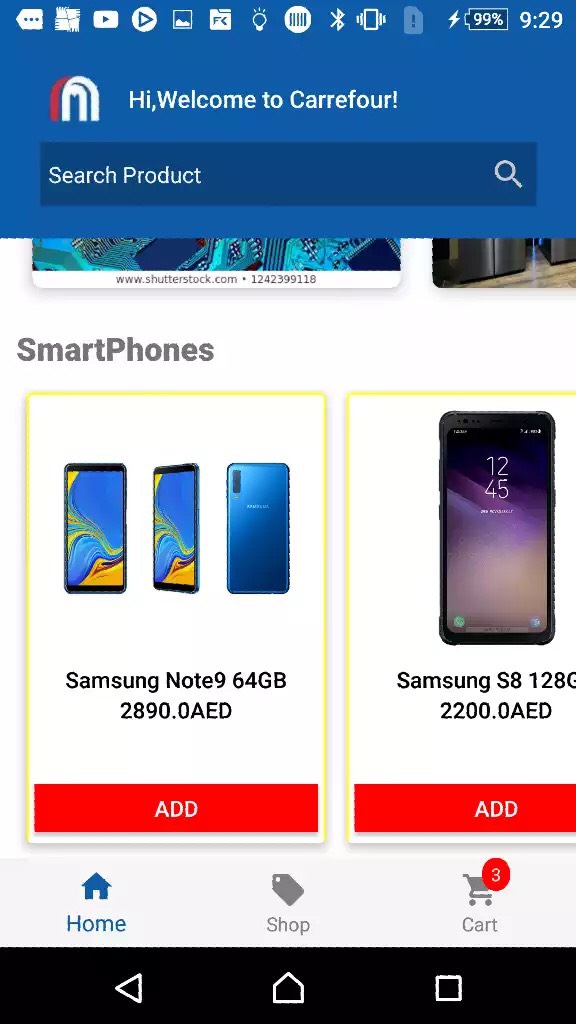 99% 9:29
Hi,Welcome to Carrefour!
Search Product
www.shutterstock.com • 1242399118
SmartPhones
12
45
SAMSUNG
Samsung Note9 64GB
2890.0AED
Samsung S8 128G
2200.0AED
ADD
ADD
3
Home
Shop
Cart